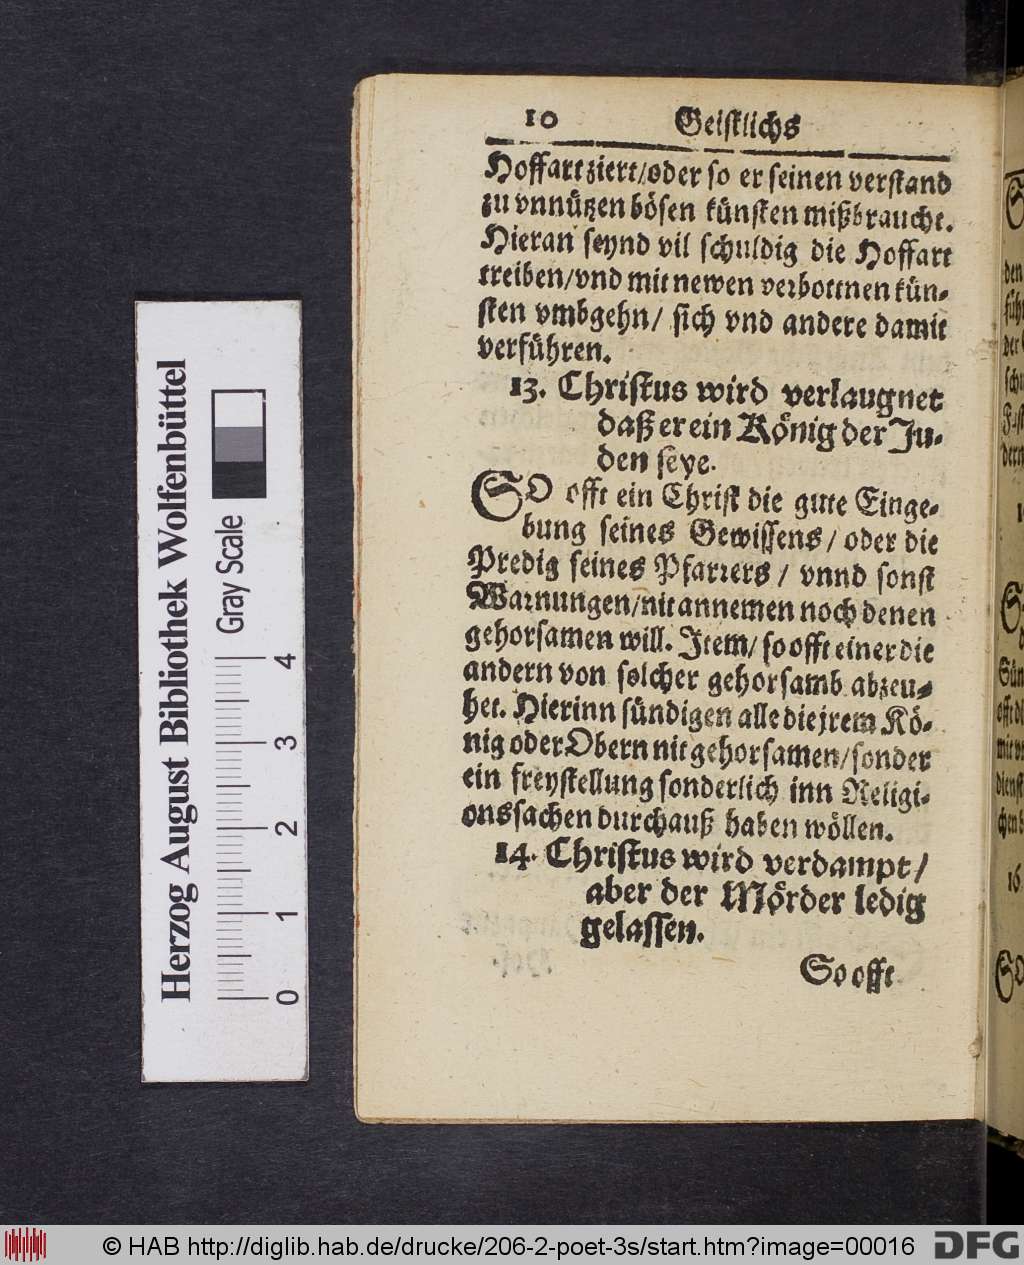 10 Geistlichs
Hoffart ziert/oder so er seinen verstand
zu vnnützen bösen künsten mißbraucht.
Hieran seynd vil schuldig die Hoffart
treiben/vnd mit newen verbottnen kün-
sten vmbgehn/ sich vnd andere damit
verführen.
13. Christus wird verlaugnet
daß er ein König der Ju-
den seye.
SO offt ein Christ die gute Einge-
bung seines Gewissens/ oder die
Predig seines Pfarrers/ vnnd sonst
Warnungen/nit annemen noch denen
gehorsamen will. Item/ so offt einer die
andern von solcher gehorsamb abzeu-
het. Hierinn sündigen alle die jrem Kö-
nig oder Obern nit gehorsamen/sonder
ein freystellung sonderlich inn Religi-
onssachen durchauß haben wöllen.
14. Christus wird verdampt/
aber der Mörder ledig
gelassen.
So offt
Herzog August Bibliothek Wolfenbüttel
Gray Scale
0 1 2 3 4
© HAB http://diglib.hab.de/drucke/206-2-poet-3s/start.htm?image=00016
DFG